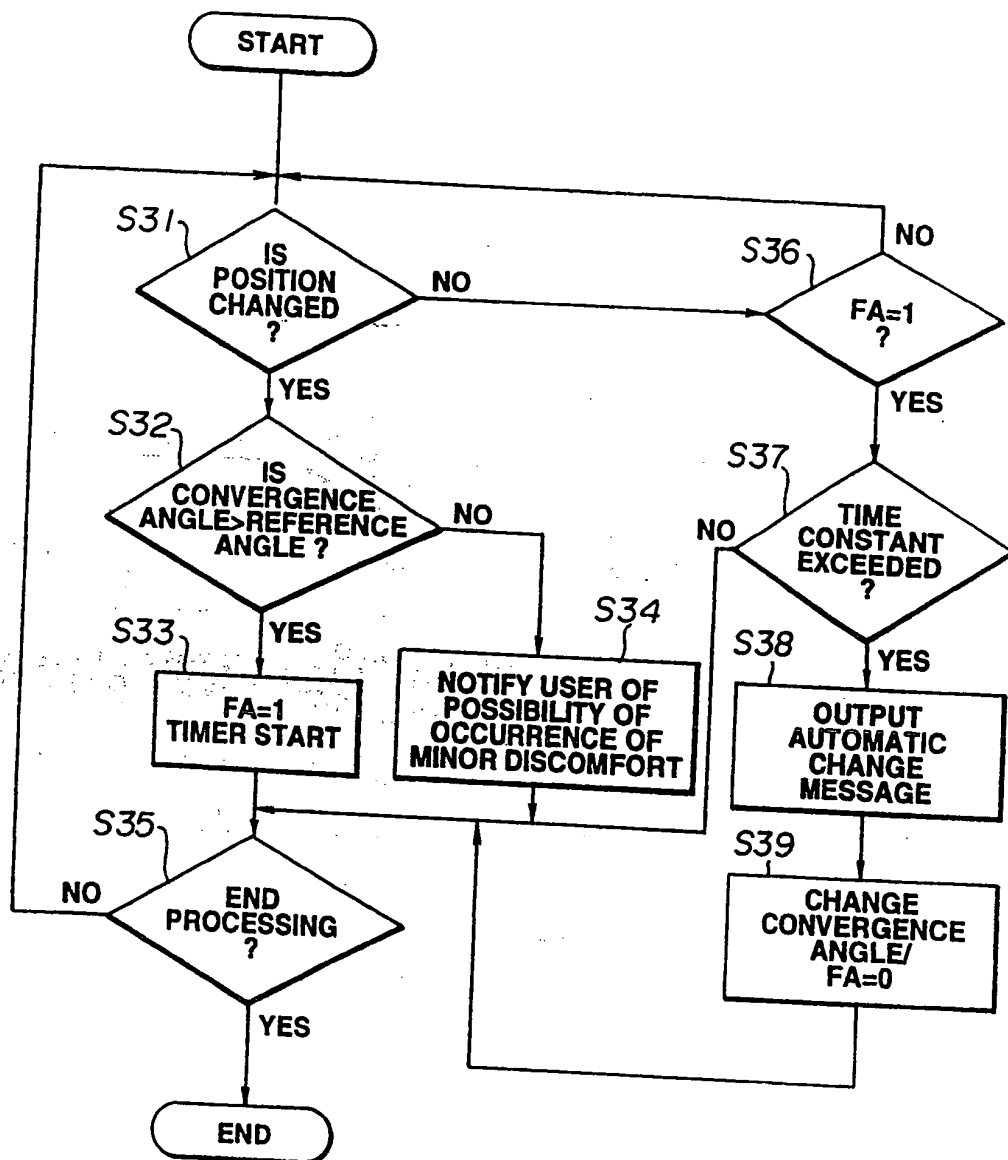 START
S31
IS
POSITION
CHANGED
?
NO
YES
S36
FA=1
?
NO
YES
S32
IS
CONVERGENCE
ANGLE>REFERENCE
ANGLE ?
NO
YES
S37
TIME
CONSTANT
EXCEEDED
?
NO
YES
S33
FA=1
TIMER START
S34
NOTIFY USER OF
POSSIBILITY OF
OCCURRENCE OF
MINOR DISCOMFORT
S38
OUTPUT
AUTOMATIC
CHANGE
MESSAGE
S35
END
PROCESSING
?
NO
YES
S39
CHANGE
CONVERGENCE
ANGLE/
FA=0
END